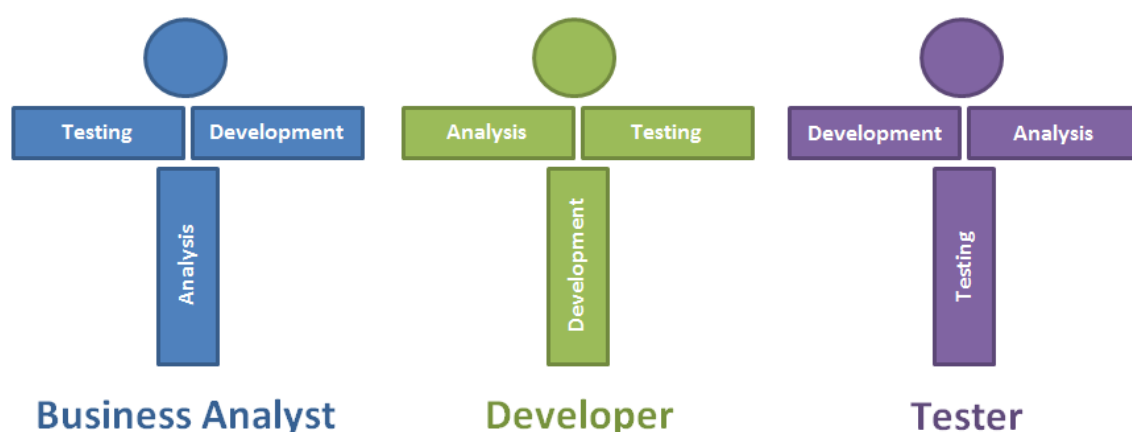 Testing Development Analysis Testing Development Analysis
Analysis Development Testing
Business Analyst Developer Tester